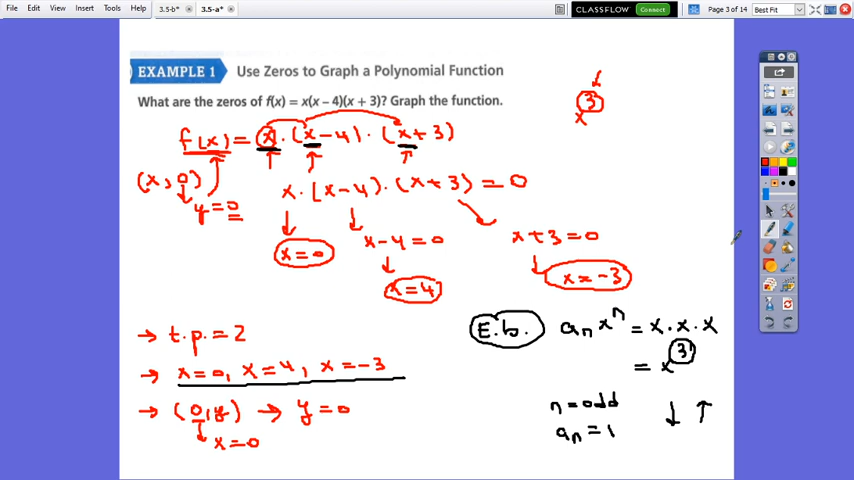 File Edit View Insert Tools Help
CLASSFLOW Connect
Page 3 of 14
Best Fit
3.5-b*
3.5-a*
EXAMPLE 1 Use Zeros to Graph a Polynomial Function
What are the zeros of f(x) = x(x – 4)(x + 3)? Graph the function.
x³
f(x) = x · (x-4) · (x+3)
(x, 0)
y=0
x · (x-4) · (x+3) = 0
x=0
x-4=0
x+3=0
x=4
x=-3
→ t.p. = 2
→ x=0, x=4, x=-3
→ (0,y) → y=0
x=0
E.b. aₙxⁿ = x · x · x
= x³
n = odd ↓ ↑
aₙ = 1